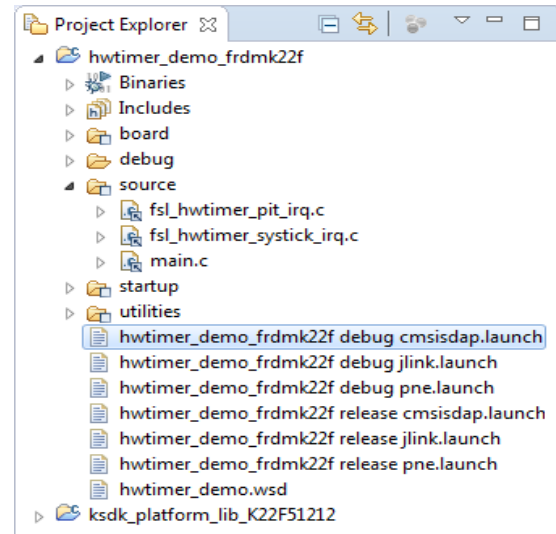 Project Explorer
hwtimer_demo_frdmk22f
Binaries
Includes
board
debug
source
fsl_hwtimer_pit_irq.c
fsl_hwtimer_systick_irq.c
main.c
startup
utilities
hwtimer_demo_frdmk22f debug cmsisdap.launch
hwtimer_demo_frdmk22f debug jlink.launch
hwtimer_demo_frdmk22f debug pne.launch
hwtimer_demo_frdmk22f release cmsisdap.launch
hwtimer_demo_frdmk22f release jlink.launch
hwtimer_demo_frdmk22f release pne.launch
hwtimer_demo.wsd
ksdk_platform_lib_K22F51212